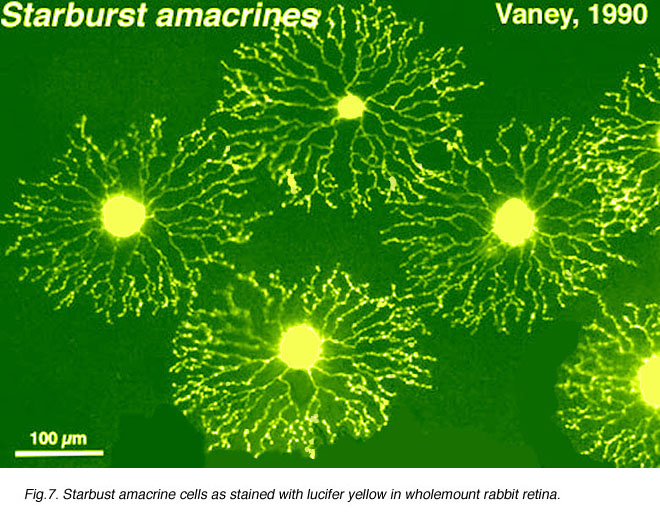 Starburst amacrines
Vaney, 1990
100 µm
Fig.7. Starbust amacrine cells as stained with lucifer yellow in wholemount rabbit retina.